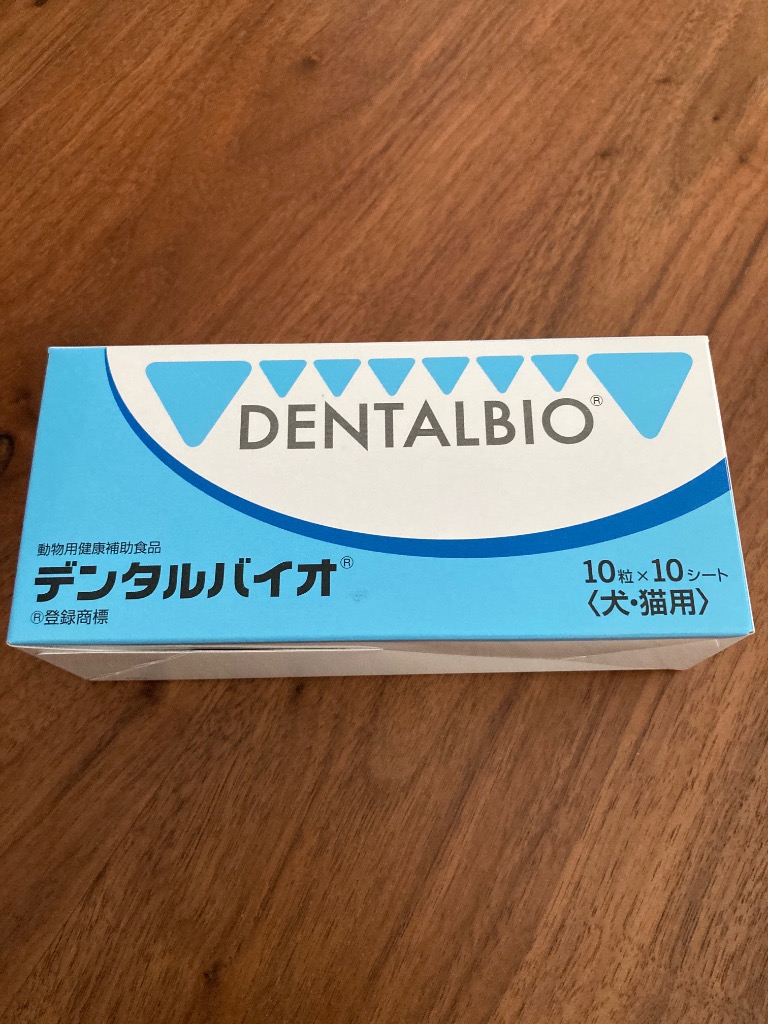 DENTALBIO®
動物用健康補助食品
デンタルバイオ®
®登録商標
10粒×10シート
〈犬・猫用〉